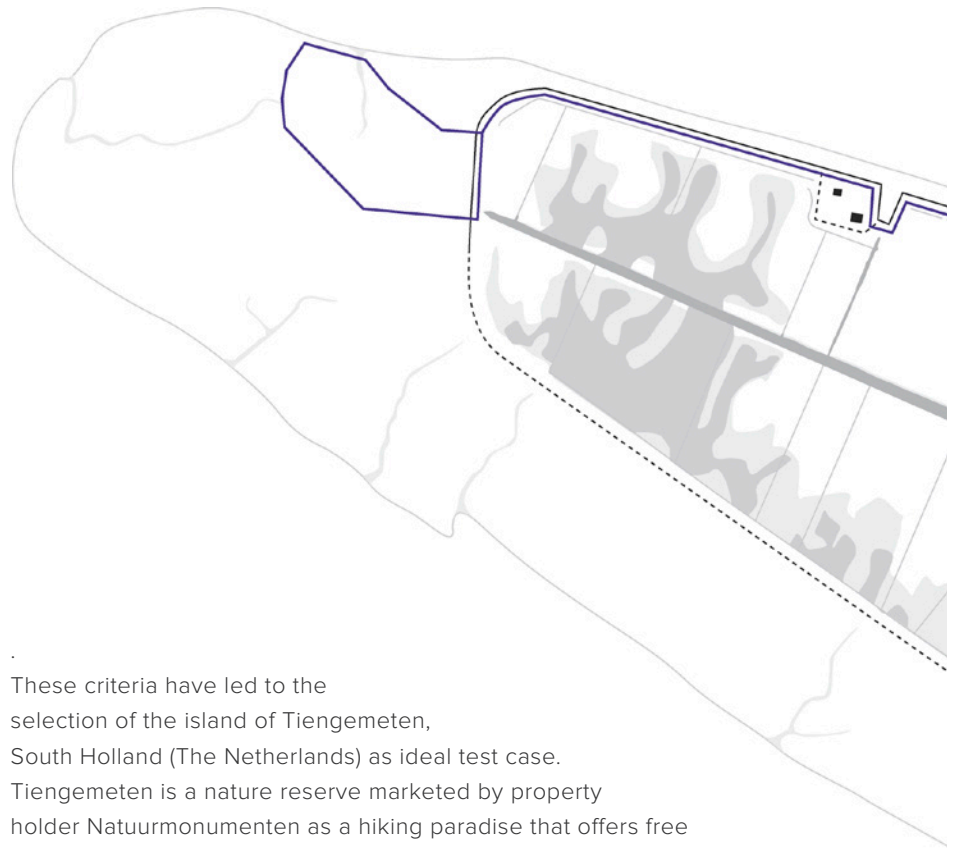 .
These criteria have led to the
selection of the island of Tiengemeten,
South Holland (The Netherlands) as ideal test case.
Tiengemeten is a nature reserve marketed by property
holder Natuurmonumenten as a hiking paradise that offers free